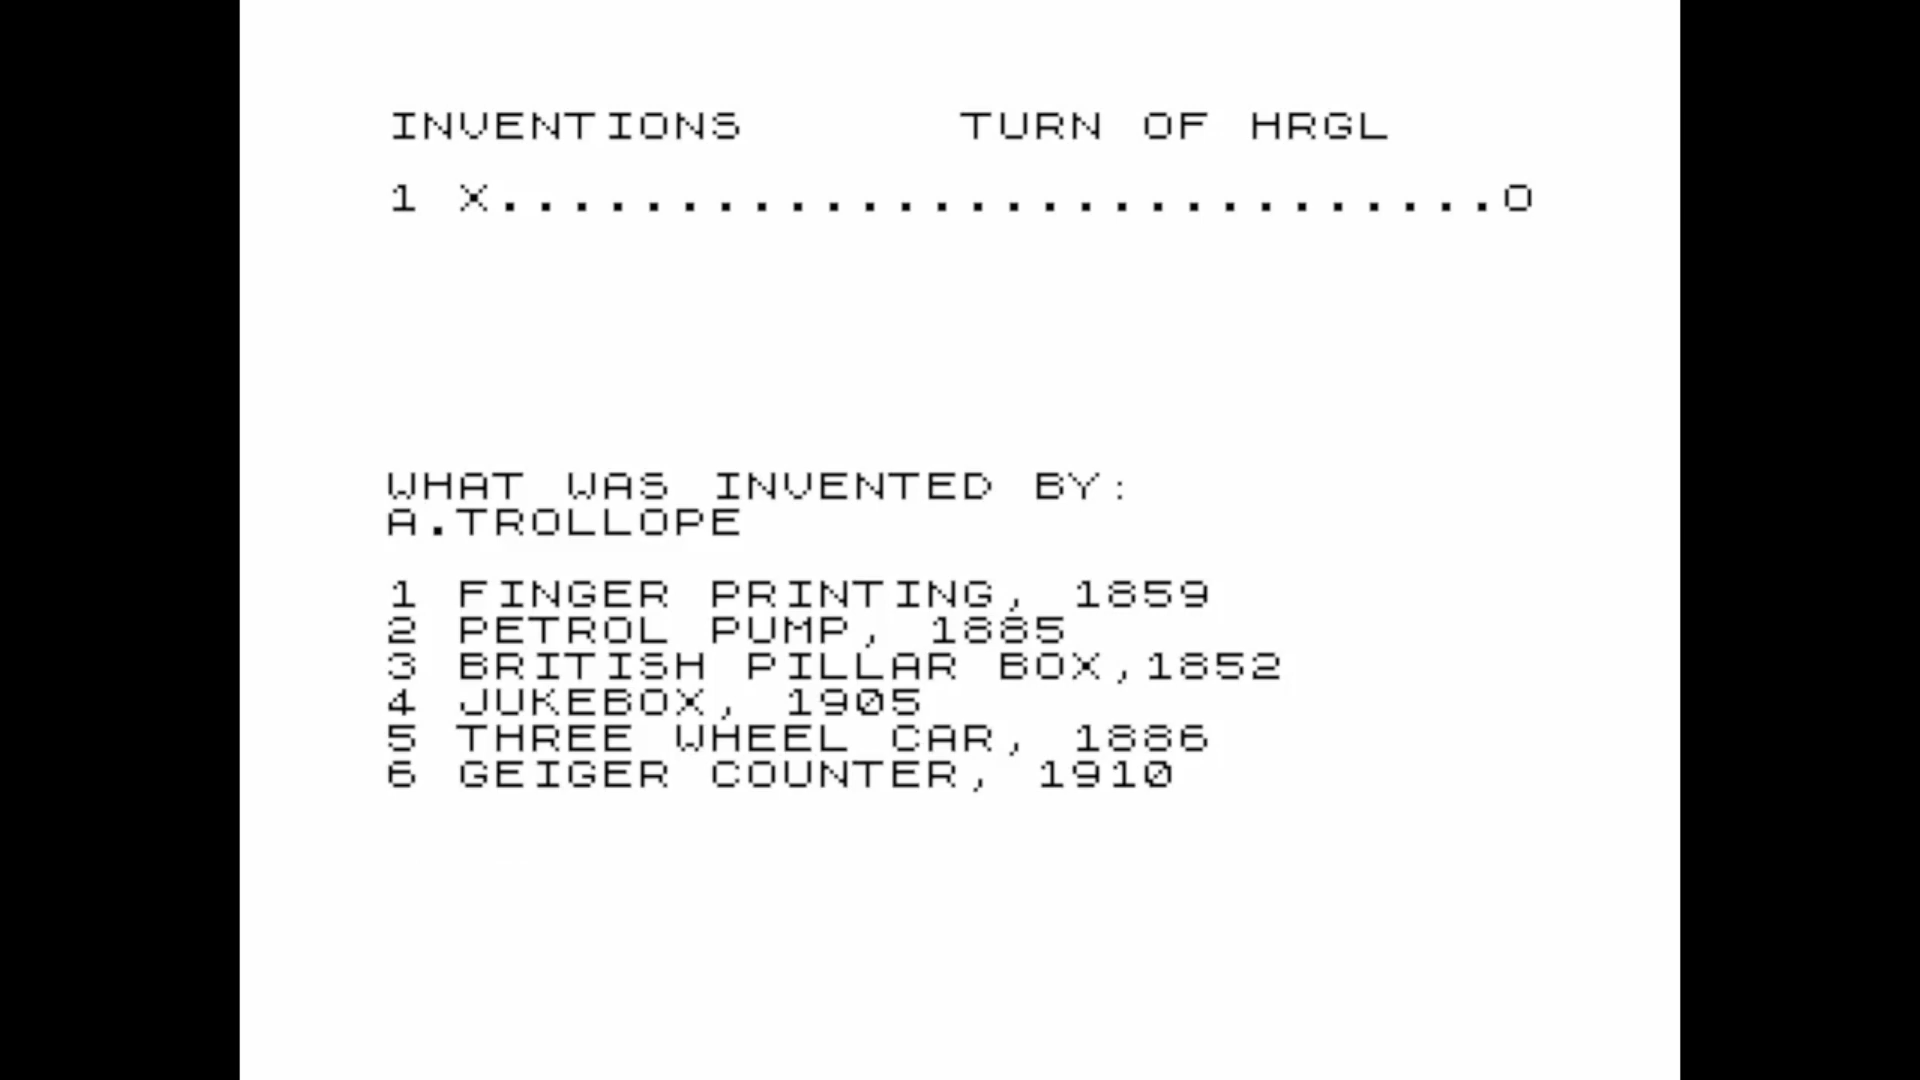 INVENTIONS TURN OF HRGL
1 X............................O
WHAT WAS INVENTED BY:
A.TROLLOPE
1 FINGER PRINTING, 1859
2 PETROL PUMP, 1885
3 BRITISH PILLAR BOX,1852
4 JUKEBOX, 1905
5 THREE WHEEL CAR, 1886
6 GEIGER COUNTER, 1910